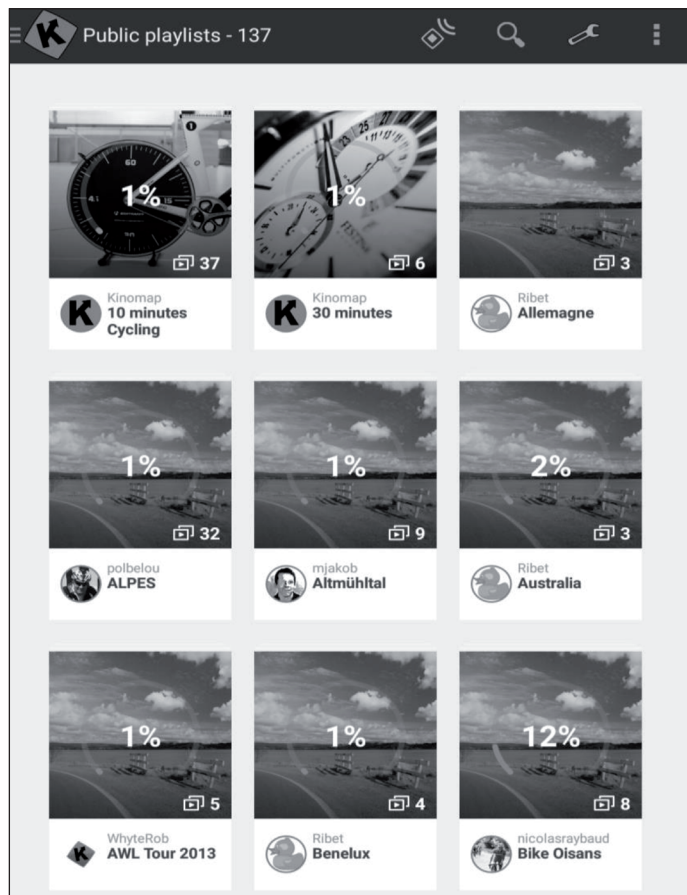 Public playlists - 137
1%
37
Kinomap
10 minutes
Cycling
1%
6
Kinomap
30 minutes
3
Ribet
Allemagne
1%
32
polbelou
ALPES
1%
9
mjakob
Altmühltal
2%
3
Ribet
Australia
1%
5
WhyteRob
AWL Tour 2013
1%
4
Ribet
Benelux
12%
8
nicolasraybaud
Bike Oisans